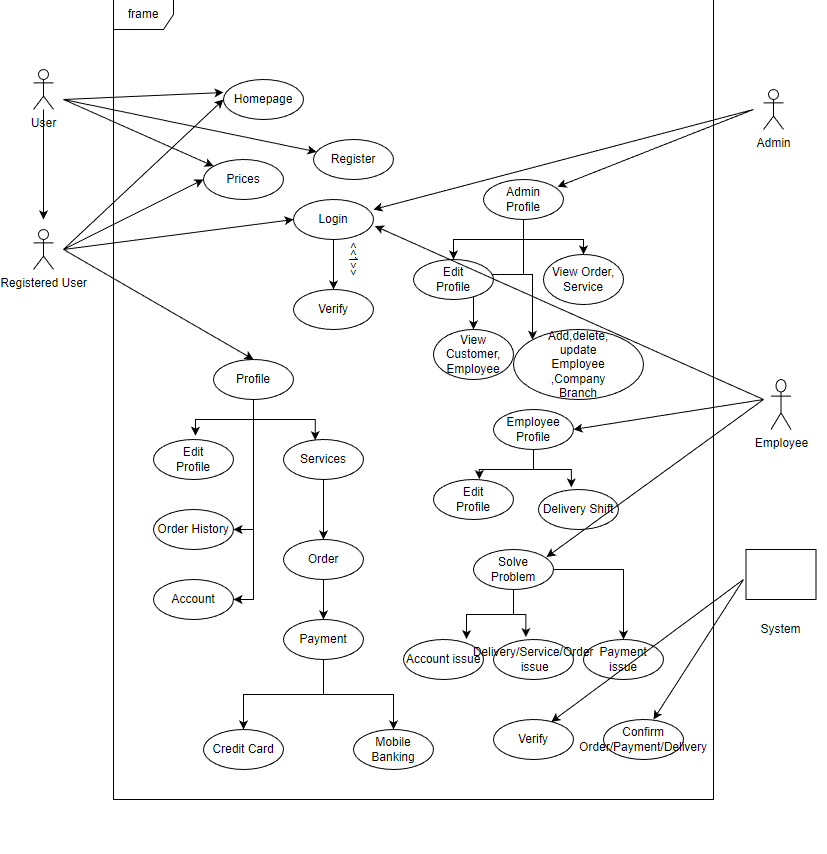 frame
User
Homepage
Admin
Register
Prices
Admin
Profile
Login
Registered User
Edit
Profile
View Order,
Service
Verify
View
Customer,
Employee
Add,delete,
update
Employee
,Company
Branch
Profile
Employee
Profile
Employee
Edit
Profile
Services
Edit
Profile
Delivery Shift
Order History
Order
Solve
Problem
Account
System
Payment
Account issue
Delivery/Service/Order
issue
Payment
issue
Credit Card
Mobile
Banking
Verify
Confirm
Order/Payment/Delivery